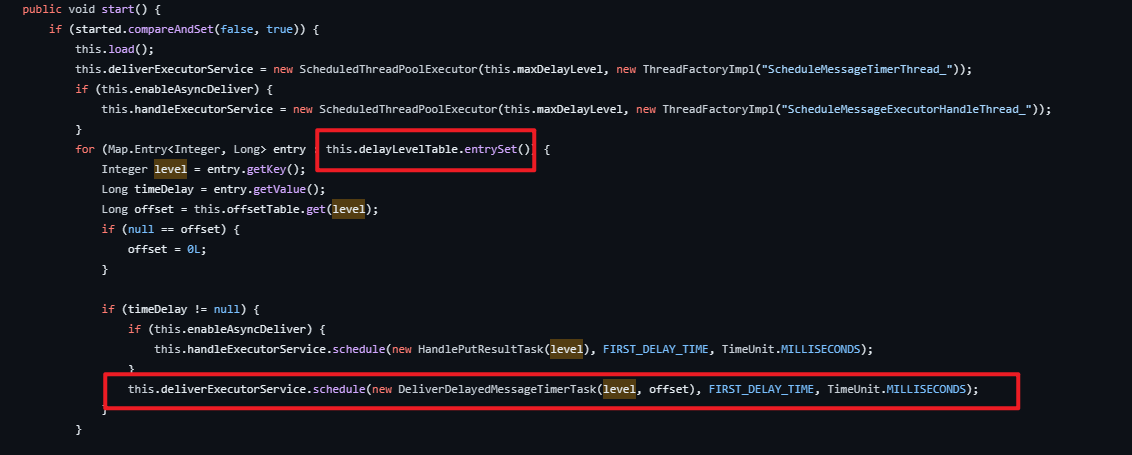 public void start() {
if (started.compareAndSet(false, true)) {
this.load();
this.deliverExecutorService = new ScheduledThreadPoolExecutor(this.maxDelayLevel, new ThreadFactoryImpl("ScheduleMessageTimerThread_"));
if (this.enableAsyncDeliver) {
this.handleExecutorService = new ScheduledThreadPoolExecutor(this.maxDelayLevel, new ThreadFactoryImpl("ScheduleMessageExecutorHandleThread_"));
}
for (Map.Entry<Integer, Long> entry : this.delayLevelTable.entrySet()) {
Integer level = entry.getKey();
Long timeDelay = entry.getValue();
Long offset = this.offsetTable.get(level);
if (null == offset) {
offset = 0L;
}
if (timeDelay != null) {
if (this.enableAsyncDeliver) {
this.handleExecutorService.schedule(new HandlePutResultTask(level), FIRST_DELAY_TIME, TimeUnit.MILLISECONDS);
}
this.deliverExecutorService.schedule(new DeliverDelayedMessageTimerTask(level, offset), FIRST_DELAY_TIME, TimeUnit.MILLISECONDS);
}
}